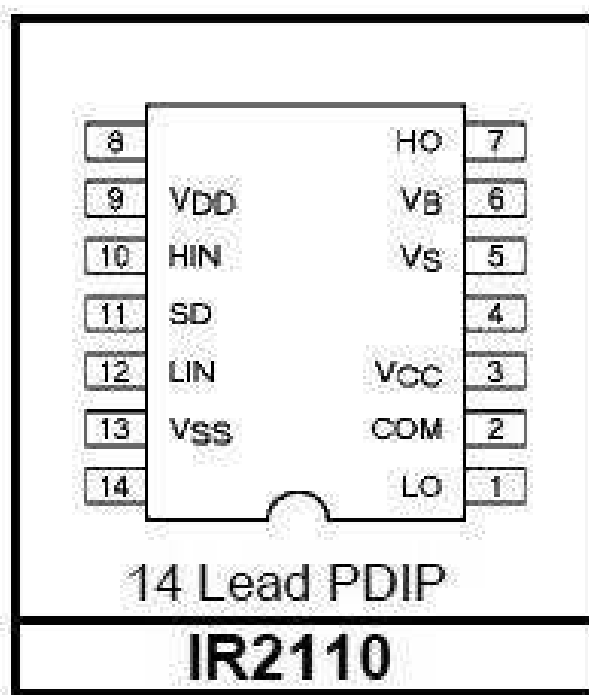 8 HO 7
9 VDD VB 6
10 HIN VS 5
11 SD 4
12 LIN VCC 3
13 VSS COM 2
14 LO 1
14 Lead PDIP
IR2110